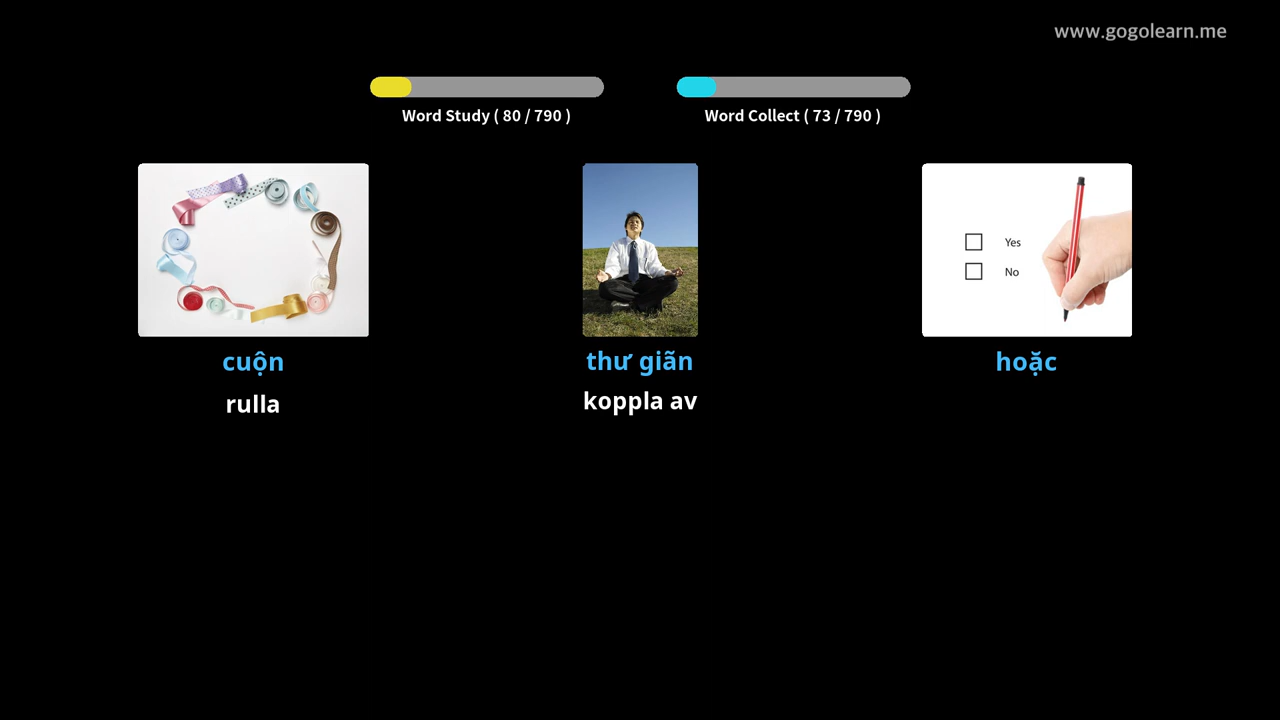 www.gogolearn.me
Word Study ( 80 / 790 )
Word Collect ( 73 / 790 )
Yes
No
cuộn
thư giãn
hoặc
rulla
koppla av